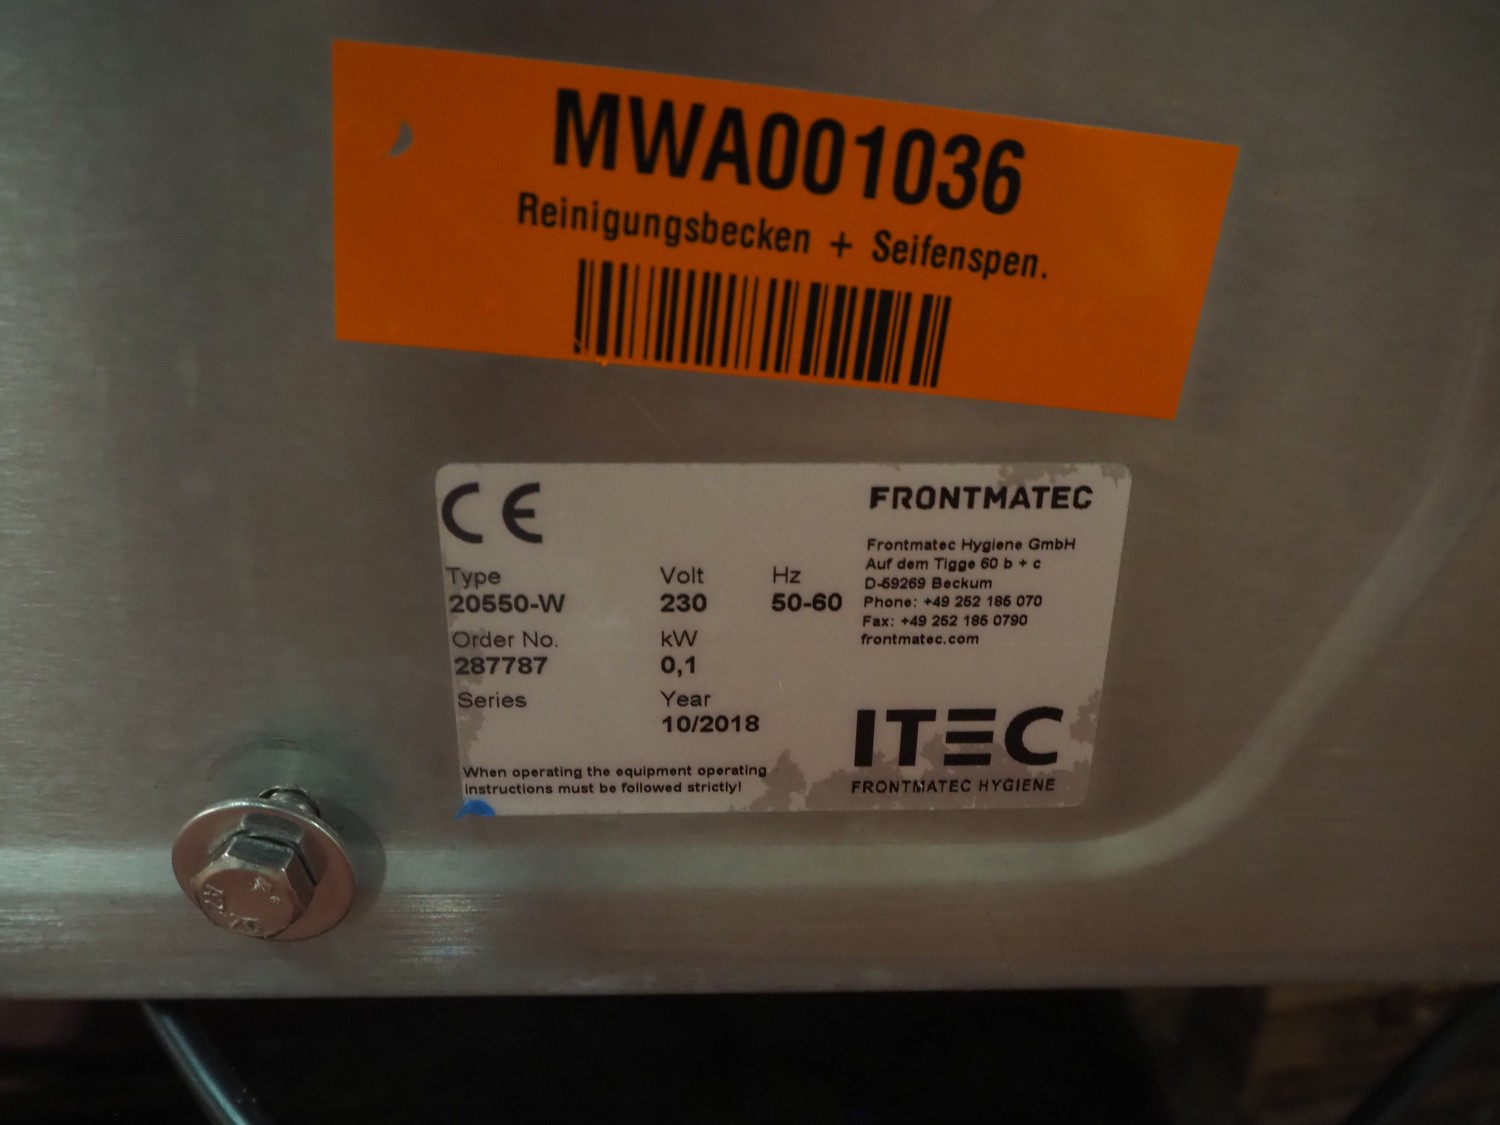 MWA001036
Reinigungsbecken + Seifenspen.
CE
FRONTMATEC
Frontmatec Hygiene GmbH
Auf dem Tigge 60 b + c
D-59269 Beckum
Phone: +49 252 185 070
Fax: +49 252 185 0790
frontmatec.com
Type
20550-W
Volt
230
Hz
50-60
Order No.
287787
kW
0,1
Series
Year
10/2018
When operating the equipment operating
instructions must be followed strictly!
ITEC
FRONTMATEC HYGIENE